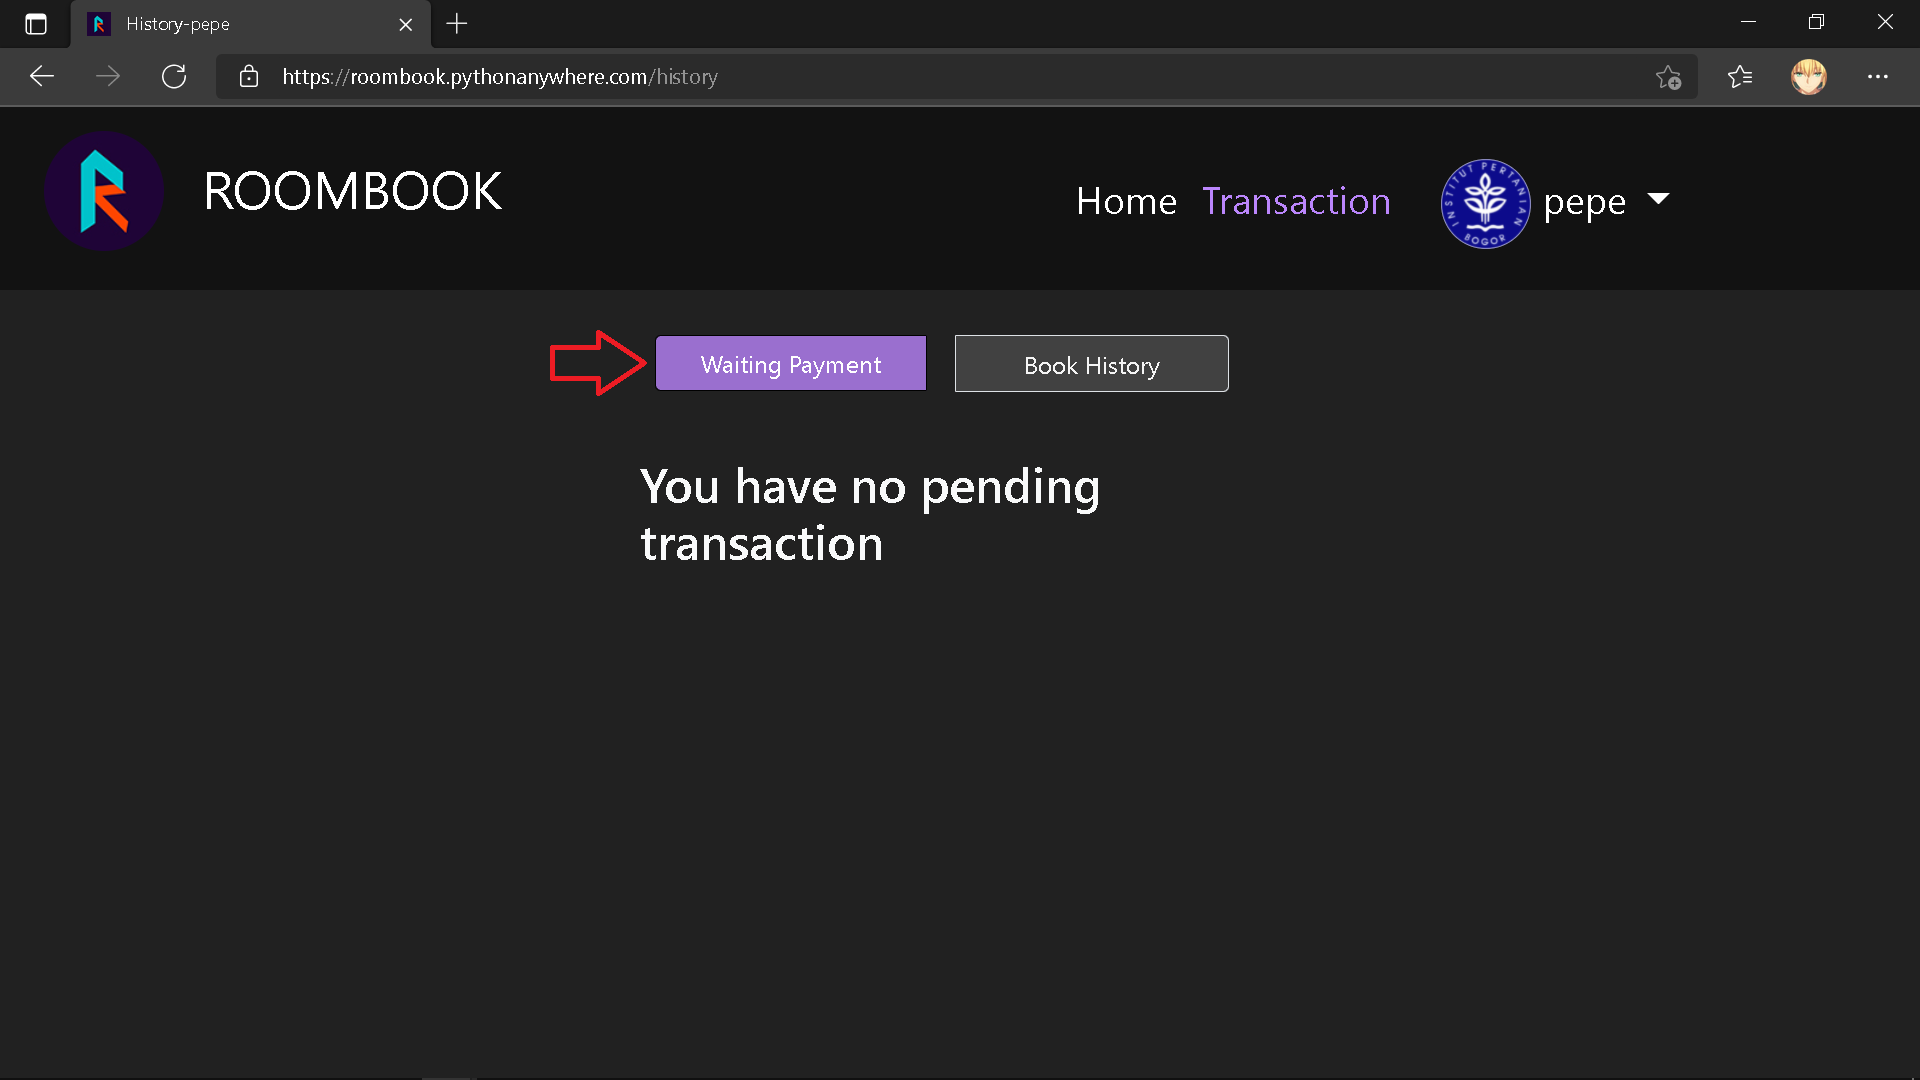 History-pepe
https://roombook.pythonanywhere.com/history
ROOMBOOK
Home Transaction
INSTITUT PERTANIAN
BOGOR
pepe
Waiting Payment
Book History
You have no pending
transaction